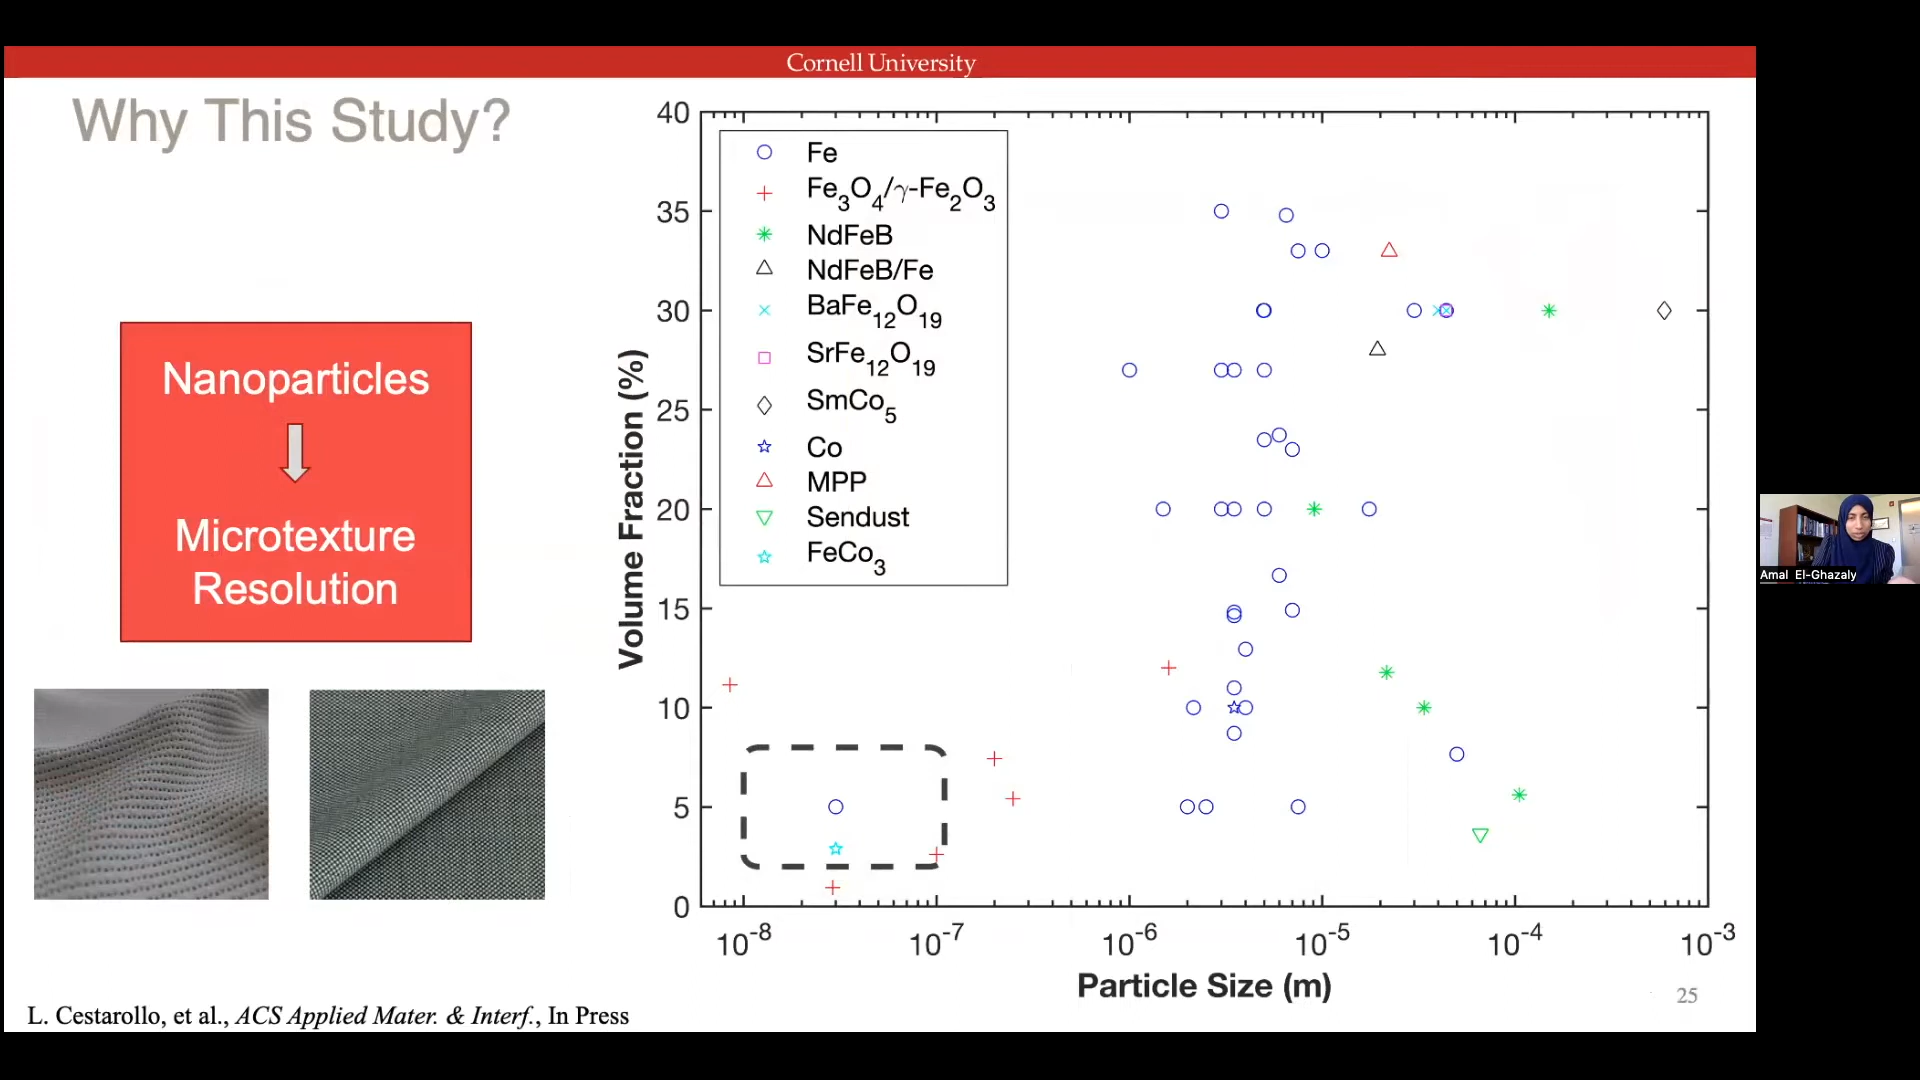 Cornell University
Why This Study?
Nanoparticles
Microtexture
Resolution
L. Cestarollo, et al., ACS Applied Mater. & Interf., In Press
Volume Fraction (%)
40
35
30
25
20
15
10
5
0
Fe
Fe3O4/γ-Fe2O3
NdFeB
NdFeB/Fe
BaFe12O19
SrFe12O19
SmCo5
Co
MPP
Sendust
FeCo3
10-8
10-7
10-6
10-5
10-4
10-3
Particle Size (m)
25
Amal El-Ghazaly